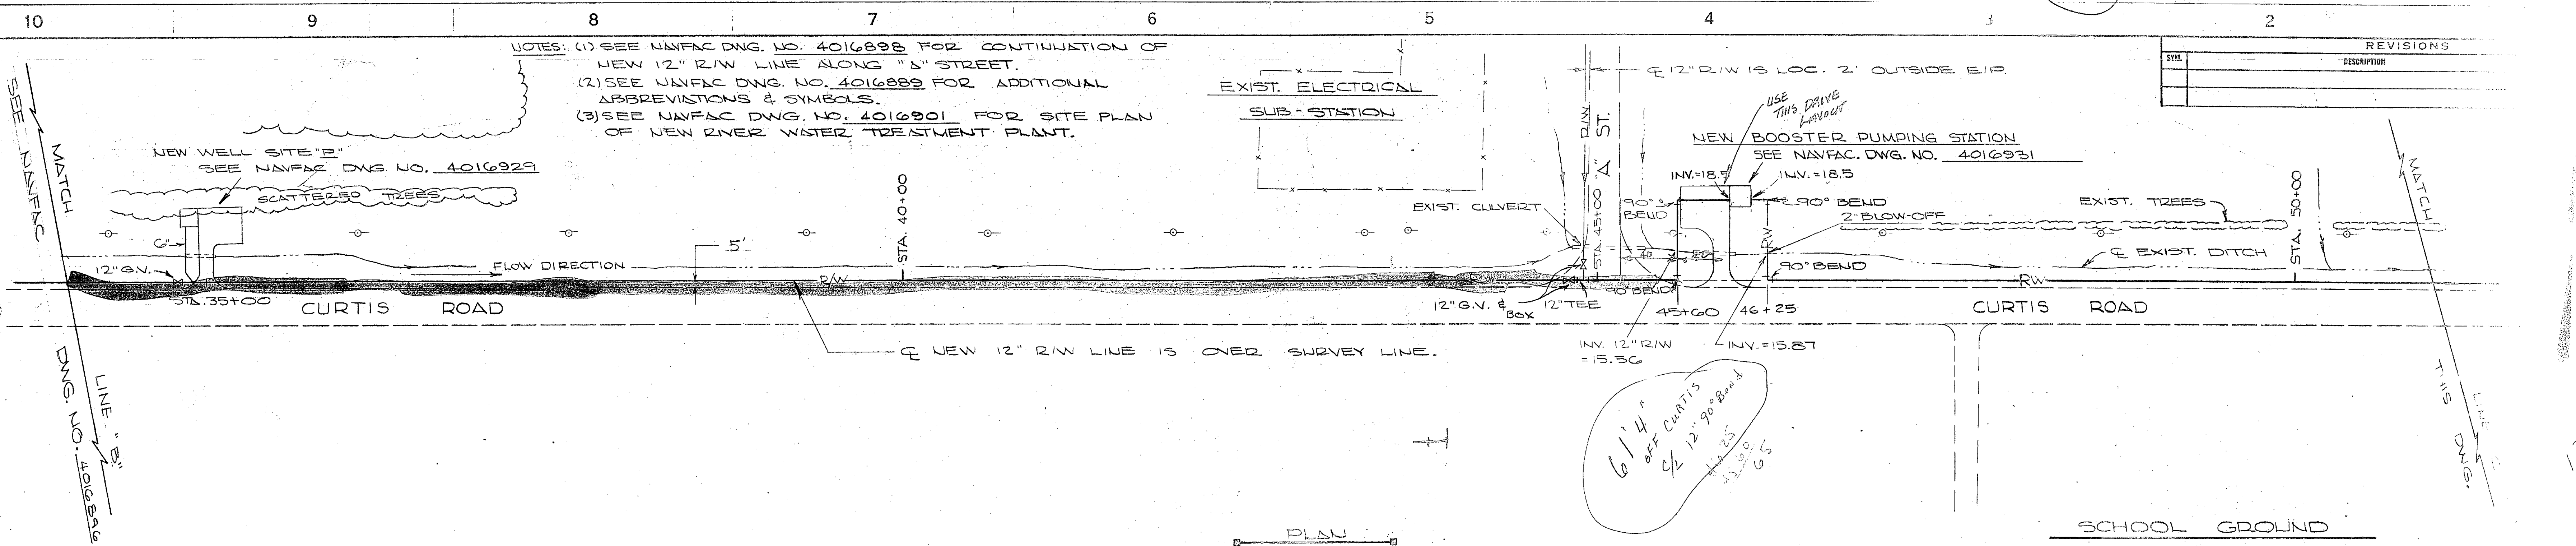 10 9 8 7 6 5 4 3 2
REVISIONS
SYM. DESCRIPTION
NOTES: (1) SEE NAVFAC DWG. NO. 4016898 FOR CONTINUATION OF
NEW 12" R/W LINE ALONG "A" STREET.
(2) SEE NAVFAC DWG. NO. 4016889 FOR ADDITIONAL
ABBREVIATIONS & SYMBOLS.
(3) SEE NAVFAC DWG. NO. 4016901 FOR SITE PLAN
OF NEW RIVER WATER TREATMENT PLANT.
EXIST. ELECTRICAL
SUB-STATION
℄ 12" R/W IS LOC. 2' OUTSIDE E/P.
USE
THIS DRIVE
LAYOUT
NEW BOOSTER PUMPING STATION
SEE NAVFAC. DWG. NO. 4016931
INV.=18.5
INV.=18.5
R/W
"A" ST.
SEE NAVFAC
MATCH
NEW WELL SITE "B"
SEE NAVFAC DWG NO. 4016929
SCATTERED TREES
6"
12" G.V.
STA. 35+00
FLOW DIRECTION
5'
STA. 40+00
R/W
CURTIS ROAD
EXIST. CULVERT
STA. 45+00
90°
BEND
90° BEND
2" BLOW-OFF
EXIST. TREES
STA. 50+00
MATCH
20 20
R/W
90° BEND
90° BEND
℄ EXIST. DITCH
RW
12" G.V. &
BOX
12" TEE
45+60
46+25
CURTIS ROAD
℄ NEW 12" R/W LINE IS OVER SURVEY LINE.
INV. 12" R/W
=15.56
INV.=15.87
LINE "B"
DWG. NO. 4016896
61'4"
OFF CURTIS
C/L 12" 90° Bend
65
LINE
THIS DWG.
PLAN
SCHOOL GROUND